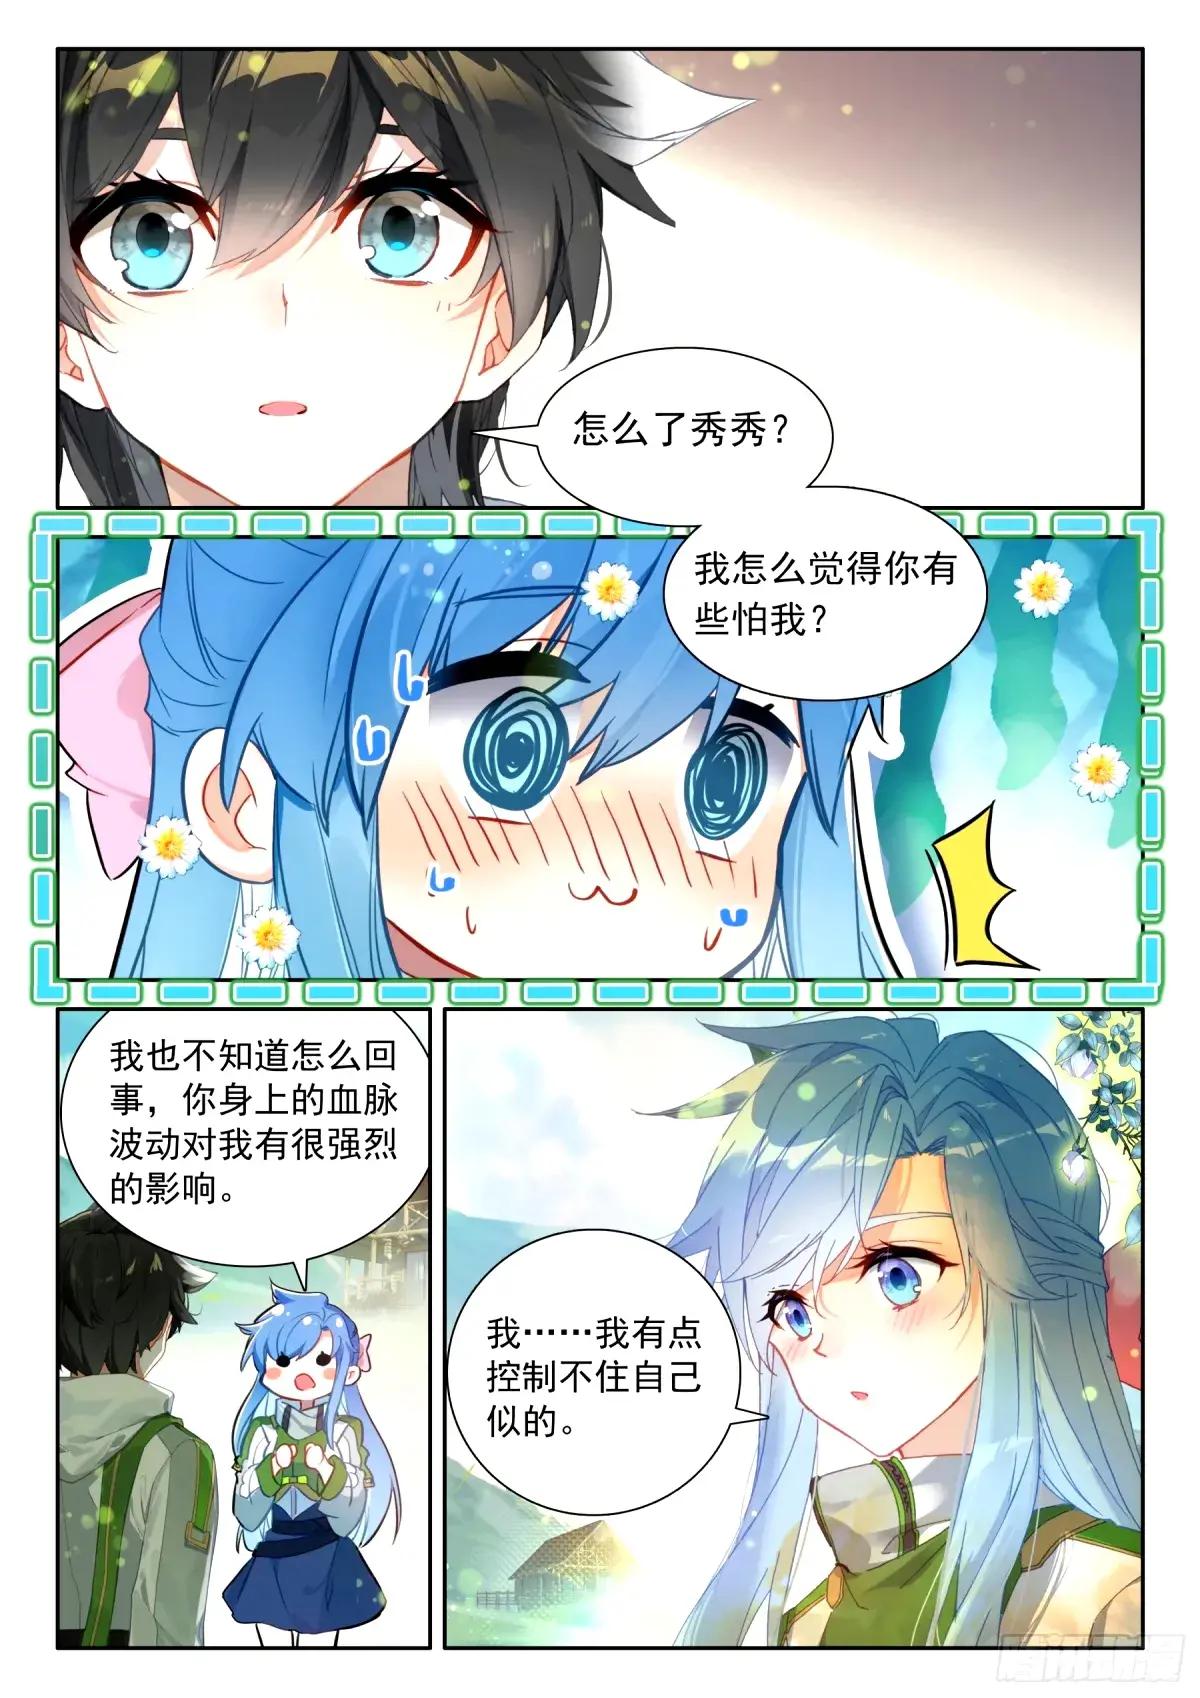 怎么了秀秀？
我怎么觉得你有
些怕我？
我也不知道怎么回
事，你身上的血脉
波动对我有很强烈
的影响。
我……我有点
控制不住自己
似的。